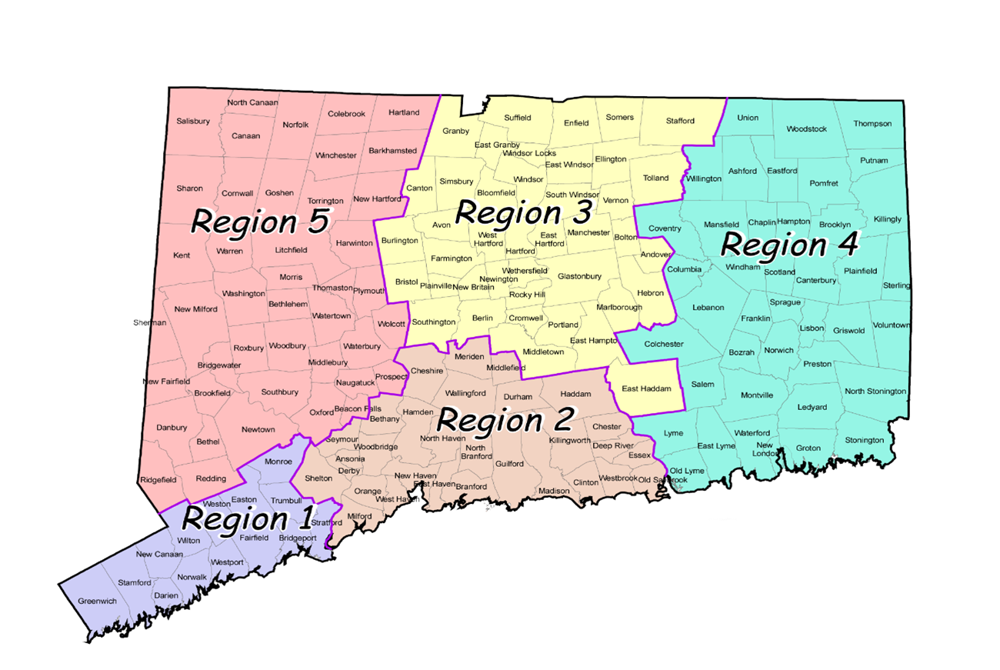 North Canaan
Colebrook
Hartland
Salisbury
Canaan
Norfolk
Winchester
Barkhamsted
Sharon
Cornwall
Goshen
Torrington
New Hartford
Region 5
Kent
Warren
Litchfield
Harwinton
Morris
Washington
Bethlehem
Thomaston
Plymouth
New Milford
Watertown
Sherman
Wolcott
Roxbury
Woodbury
Waterbury
Bridgewater
Middlebury
New Fairfield
Naugatuck
Prospect
Brookfield
Southbury
Oxford
Beacon Falls
Danbury
Newtown
Bethel
Ridgefield
Redding
Granby
Suffield
Enfield
Somers
Stafford
East Granby
Windsor Locks
East Windsor
Ellington
Canton
Simsbury
Bloomfield
Windsor
South Windsor
Tolland
Vernon
Region 3
Avon
Burlington
West
Hartford
East
Hartford
Manchester
Bolton
Farmington
Hartford
Andover
Bristol
Plainville
New Britain
Newington
Wethersfield
Glastonbury
Rocky Hill
Hebron
Marlborough
Southington
Berlin
Cromwell
Portland
East Hampto
Middletown
East Haddam
Union
Woodstock
Thompson
Putnam
Willington
Ashford
Eastford
Pomfret
Coventry
Mansfield
Chaplin
Hampton
Brooklyn
Killingly
Region 4
Columbia
Windham
Scotland
Canterbury
Plainfield
Sterling
Lebanon
Sprague
Franklin
Lisbon
Griswold
Voluntown
Colchester
Bozrah
Norwich
Preston
Salem
Montville
North Stonington
Ledyard
Lyme
East Lyme
Waterford
New
London
Groton
Stonington
Old Lyme
Meriden
Middlefield
Cheshire
Wallingford
Durham
Haddam
Hamden
Bethany
Region 2
Chester
Seymour
Woodbridge
North Haven
North
Branford
Killingworth
Deep River
Essex
Ansonia
Derby
Guilford
Shelton
New Haven
East Haven
Branford
Clinton
Westbrook
Old Saybrook
Orange
West Haven
Madison
Milford
Monroe
Weston
Easton
Trumbull
Region 1
Stratford
Wilton
Fairfield
Bridgeport
New Canaan
Westport
Norwalk
Stamford
Darien
Greenwich